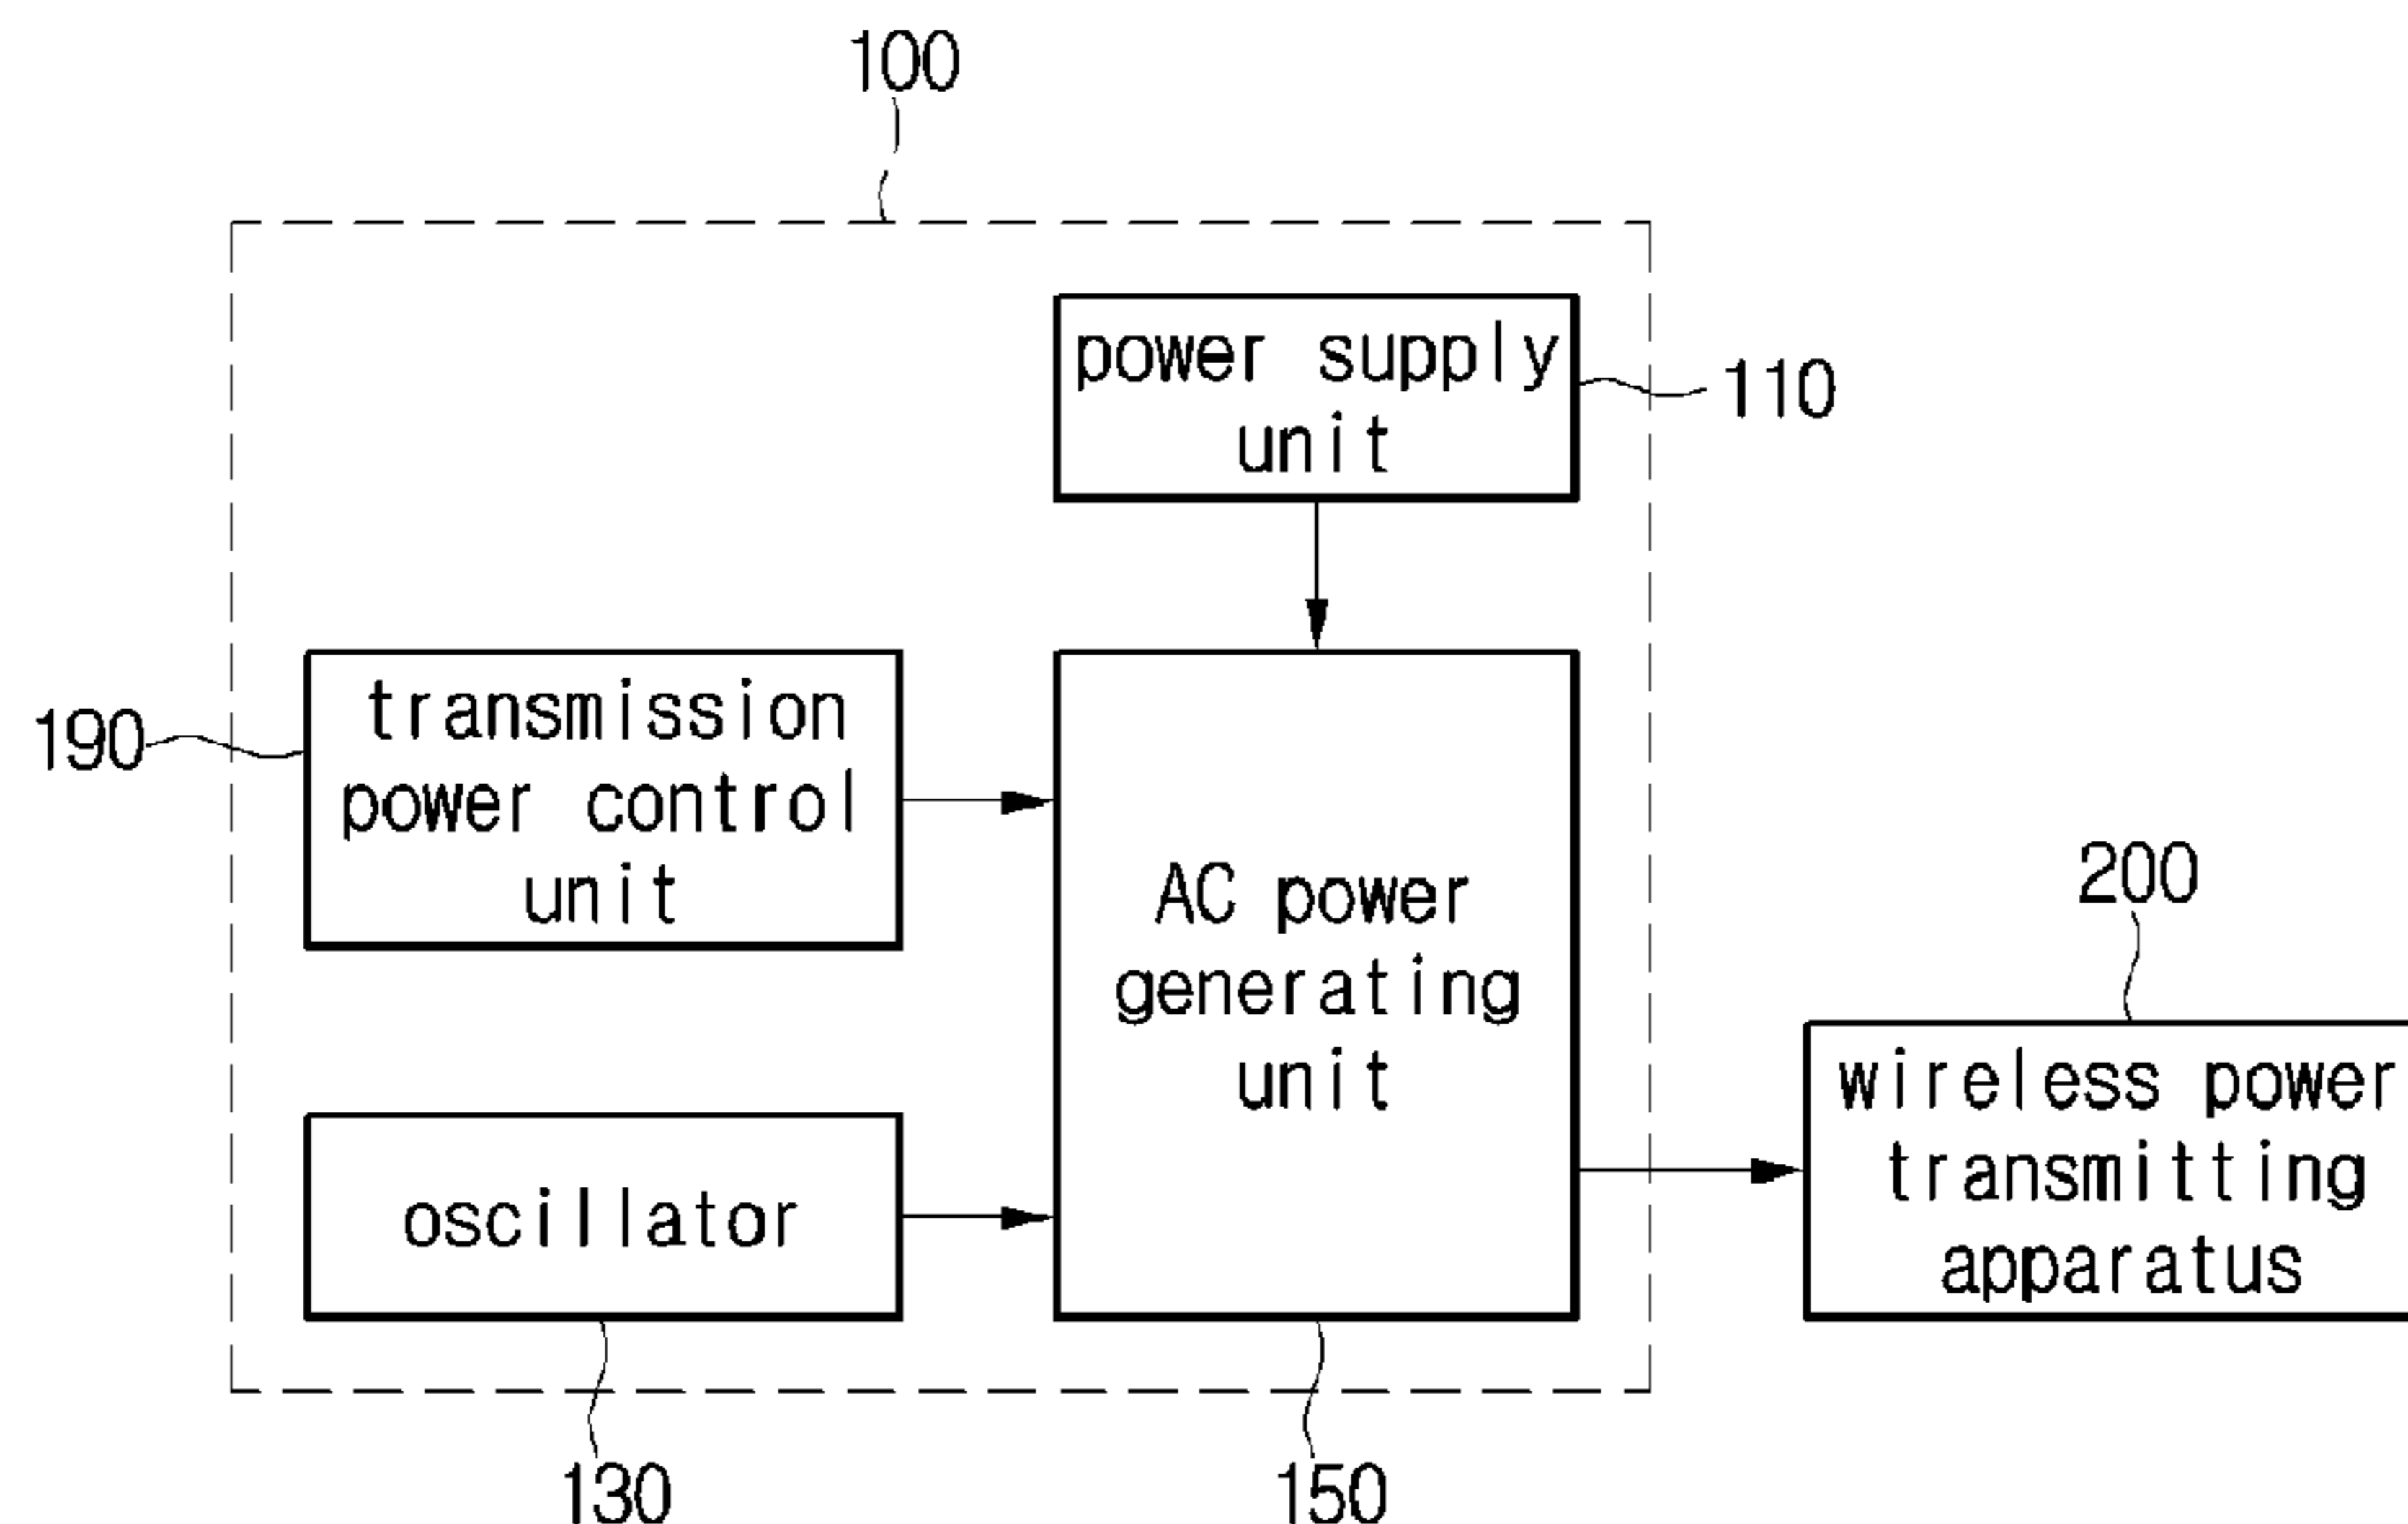 100
power supply
unit
110
transmission
power control
unit
190
AC power
generating
unit
200
wireless power
transmitting
apparatus
oscillator
130
150